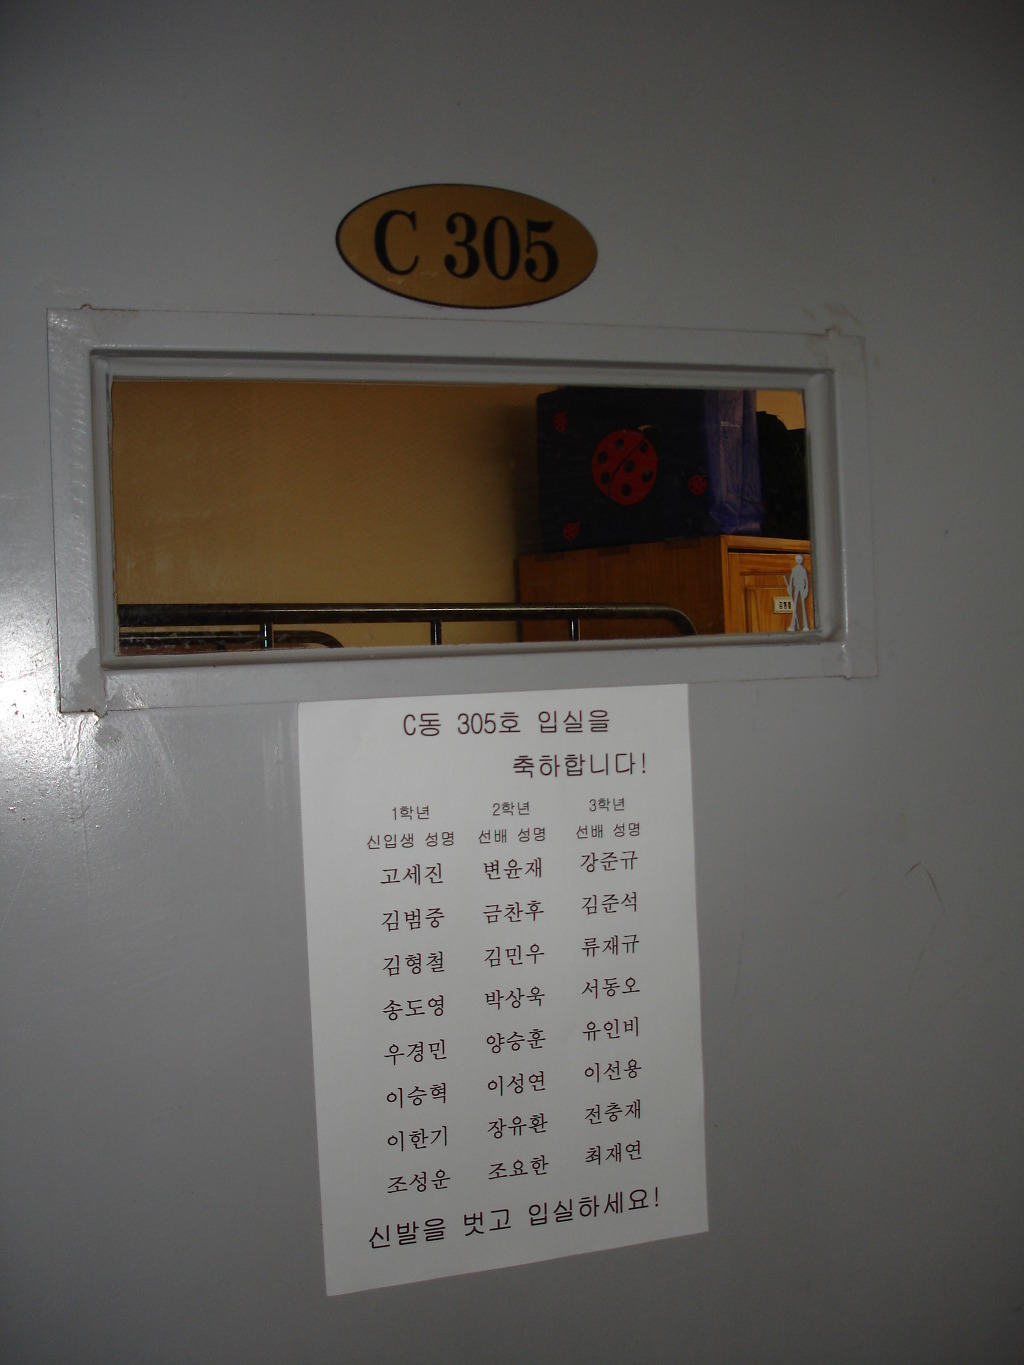 C 305
C동 305호 입실을
축하합니다!
1학년 2학년 3학년
신입생 성명 선배 성명 선배 성명
고세진 변윤재 강준규
김범중 금찬후 김준석
김형철 김민우 류재규
송도영 박상욱 서동오
우경민 양승훈 유인비
이승혁 이성연 이선용
이한기 장유환 전충재
조성운 조요한 최재연
신발을 벗고 입실하세요!